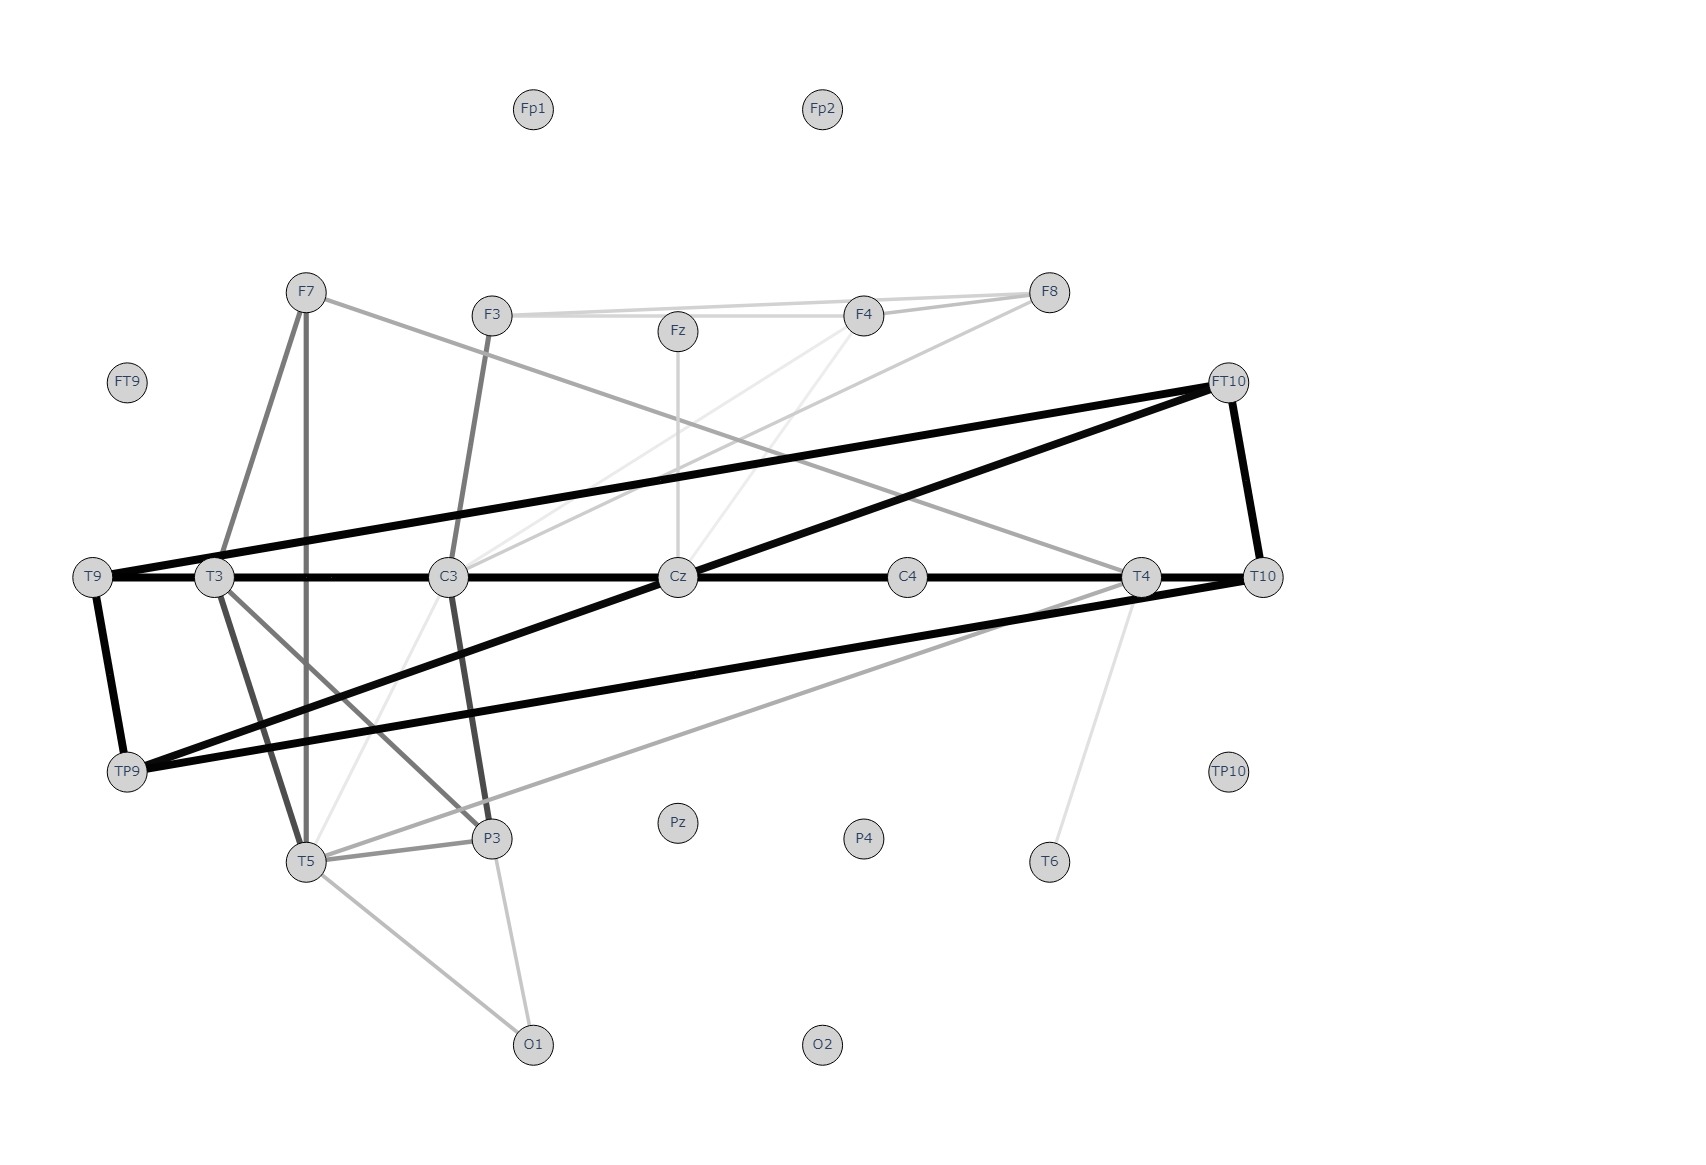 Fp1 Fp2
F7 F3 Fz F4 F8
FT9 FT10
T9 T3 C3 Cz C4 T4 T10
TP9 TP10
T5 P3 Pz P4 T6
O1 O2